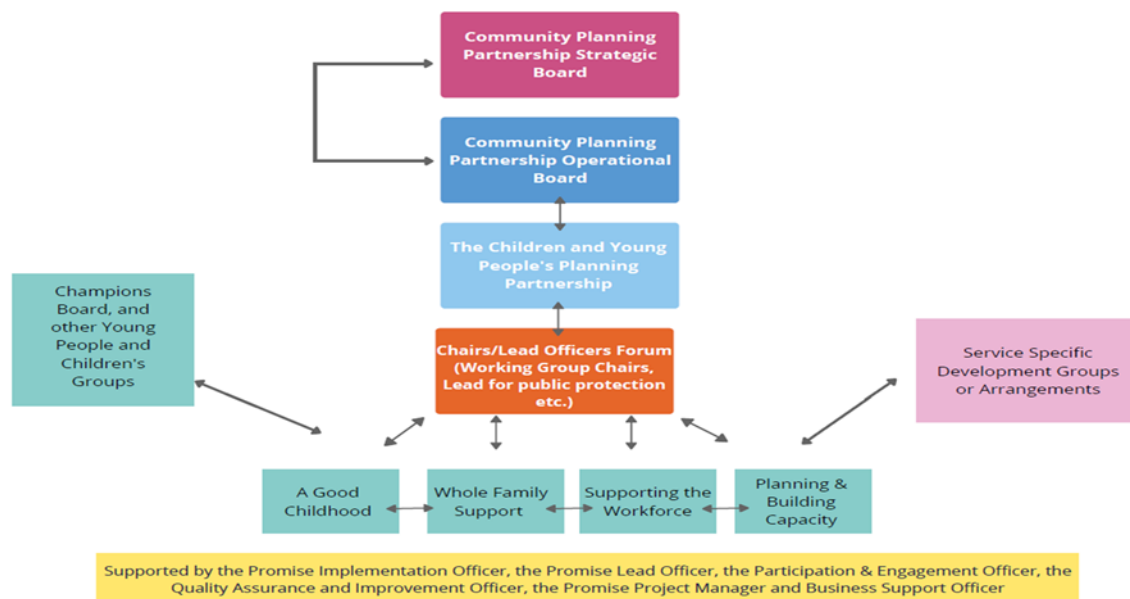 Community Planning
Partnership Strategic
Board
Community Planning
Partnership Operational
Board
The Children and Young
People's Planning
Partnership
Champions
Board, and
other Young
People and
Children's
Groups
Chairs/Lead Officers Forum
(Working Group Chairs,
Lead for public protection
etc.)
Service Specific
Development Groups
or Arrangements
A Good
Childhood
Whole Family
Support
Supporting the
Workforce
Planning &
Building
Capacity
Supported by the Promise Implementation Officer, the Promise Lead Officer, the Participation & Engagement Officer, the
Quality Assurance and Improvement Officer, the Promise Project Manager and Business Support Officer